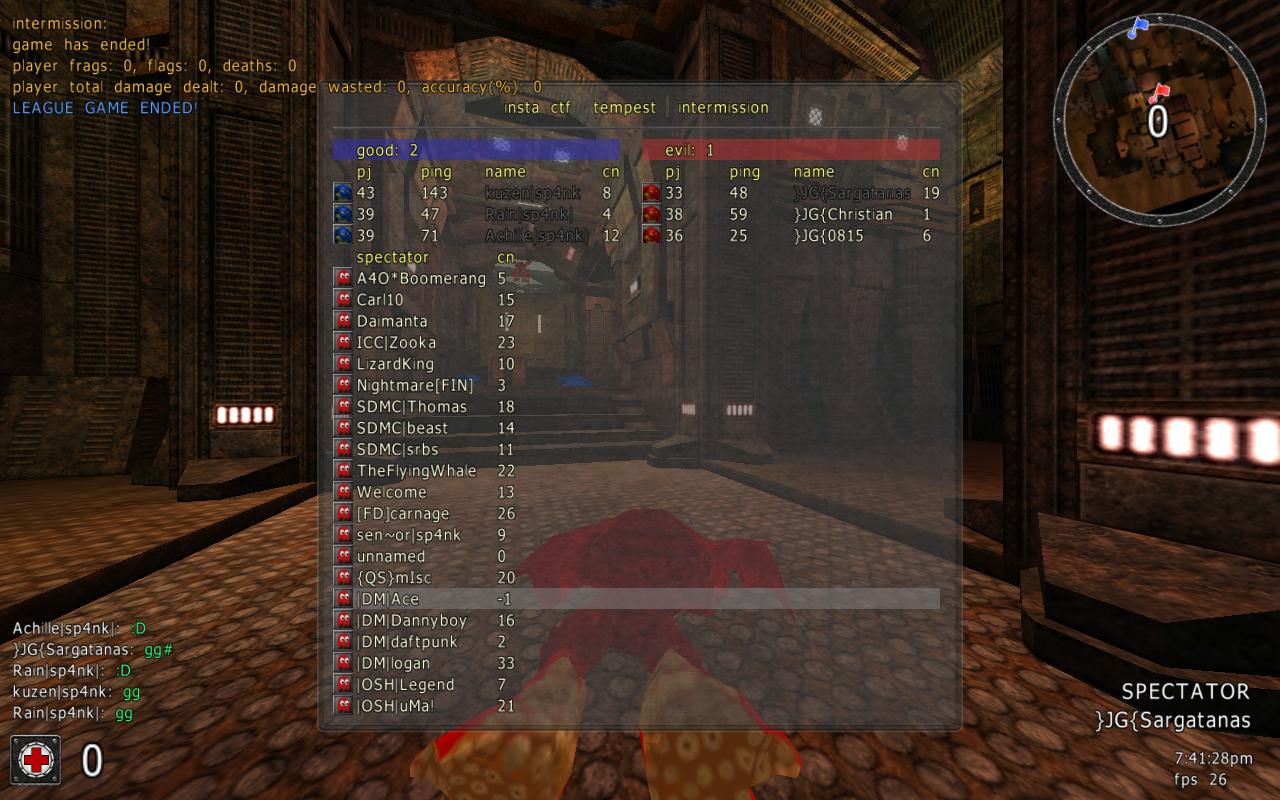 intermission:
game has ended!
player frags: 0, flags: 0, deaths: 0
player total damage dealt: 0, damage wasted: 0, accuracy(%): 0
LEAGUE GAME ENDED!
insta ctf tempest intermission
good: 2 evil: 1
pj ping name cn pj ping name cn
43 143 kuzen|sp4nk 8 33 48 }JG{Sargatanas 19
39 47 Rain|sp4nk| 4 38 59 }JG{Christian 1
39 71 Achille|sp4nk| 12 36 25 }JG{0815 6
spectator cn
A4O*Boomerang 5
Carl10 15
Daimanta 17
ICC|Zooka 23
LizardKing 10
Nightmare[FIN] 3
SDMC|Thomas 18
SDMC|beast 14
SDMC|srbs 11
TheFlyingWhale 22
Welcome 13
[FD]carnage 26
sen~or|sp4nk 9
unnamed 0
{QS}m1sc 20
|DM|Ace -1
|DM|Dannyboy 16
|DM|daftpunk 2
|DM|logan 33
|OSH|Legend 7
|OSH|uMa! 21
0
Achille|sp4nk|: :D
}JG{Sargatanas: gg#
Rain|sp4nk|: :D
kuzen|sp4nk: gg
Rain|sp4nk|: gg
0
SPECTATOR
}JG{Sargatanas
7:41:28pm
fps 26